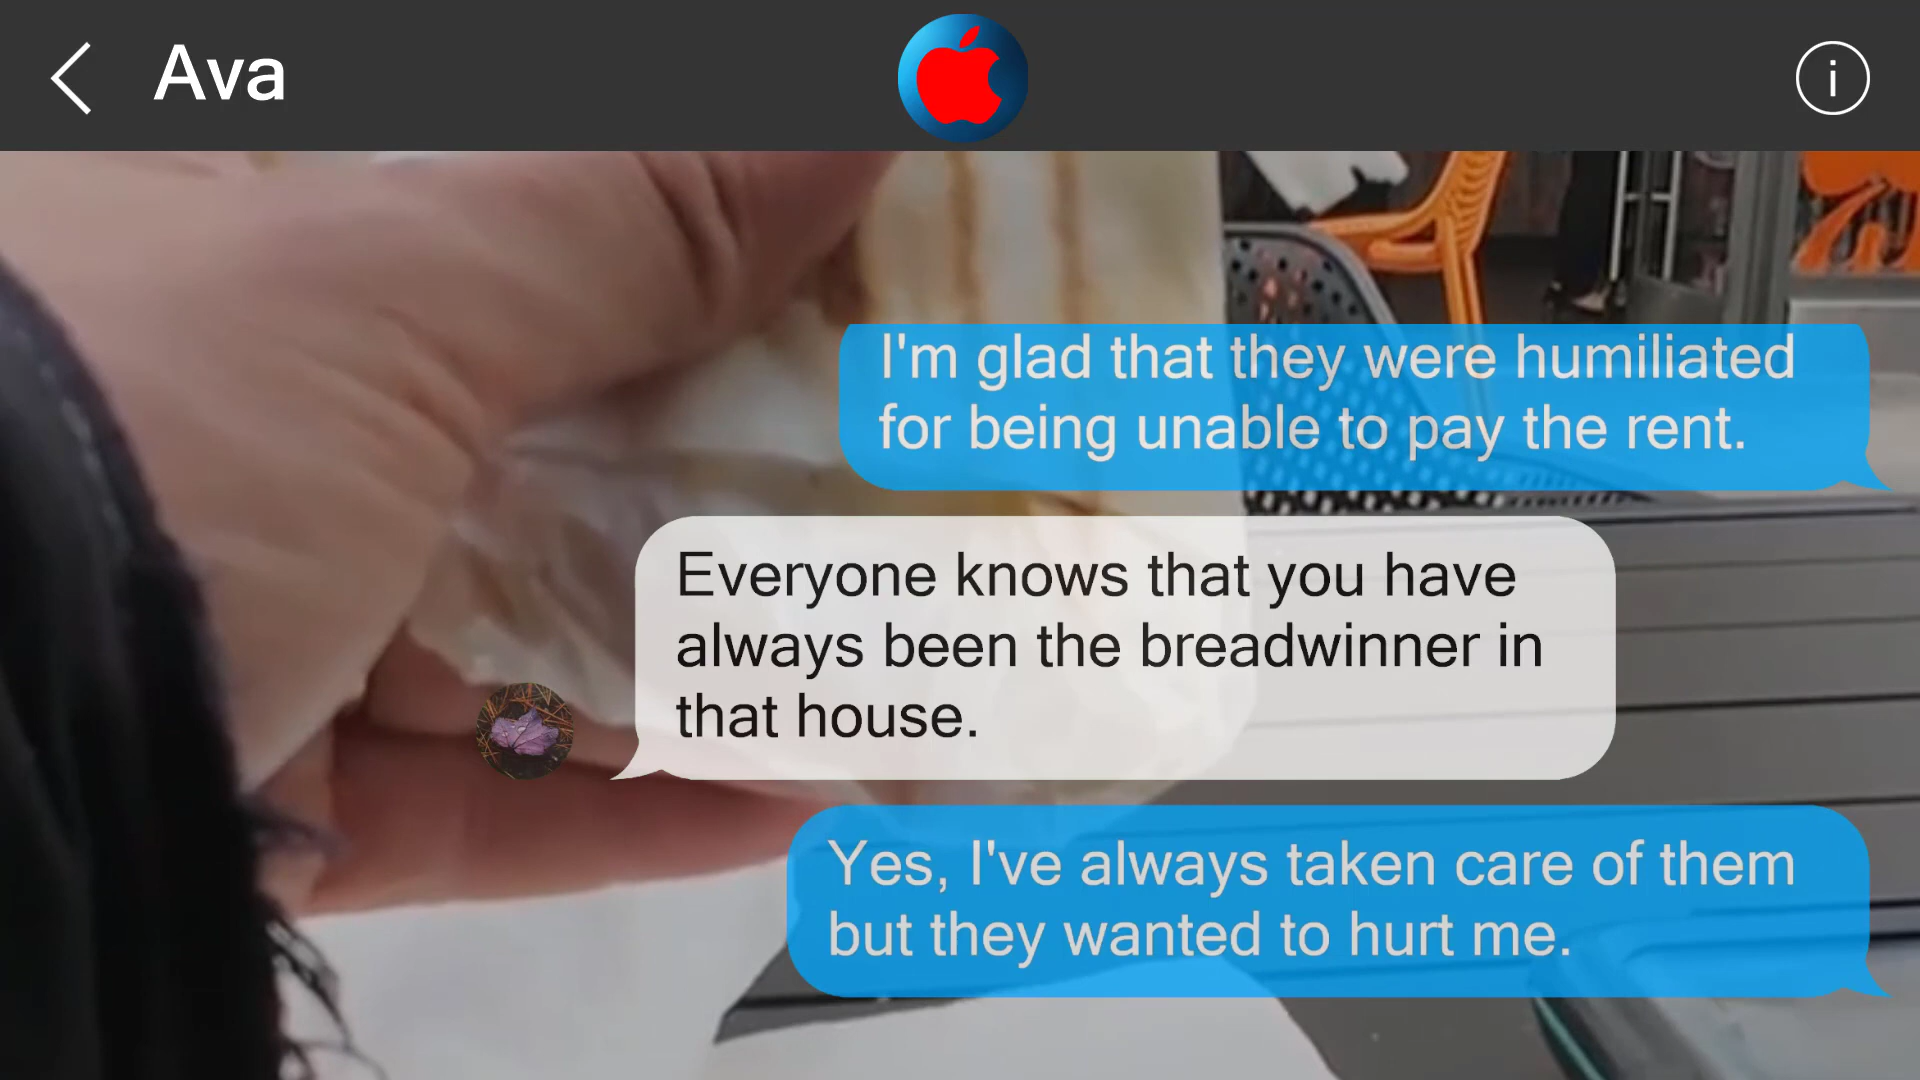 Ava
I'm glad that they were humiliated
for being unable to pay the rent.
Everyone knows that you have
always been the breadwinner in
that house.
Yes, I've always taken care of them
but they wanted to hurt me.